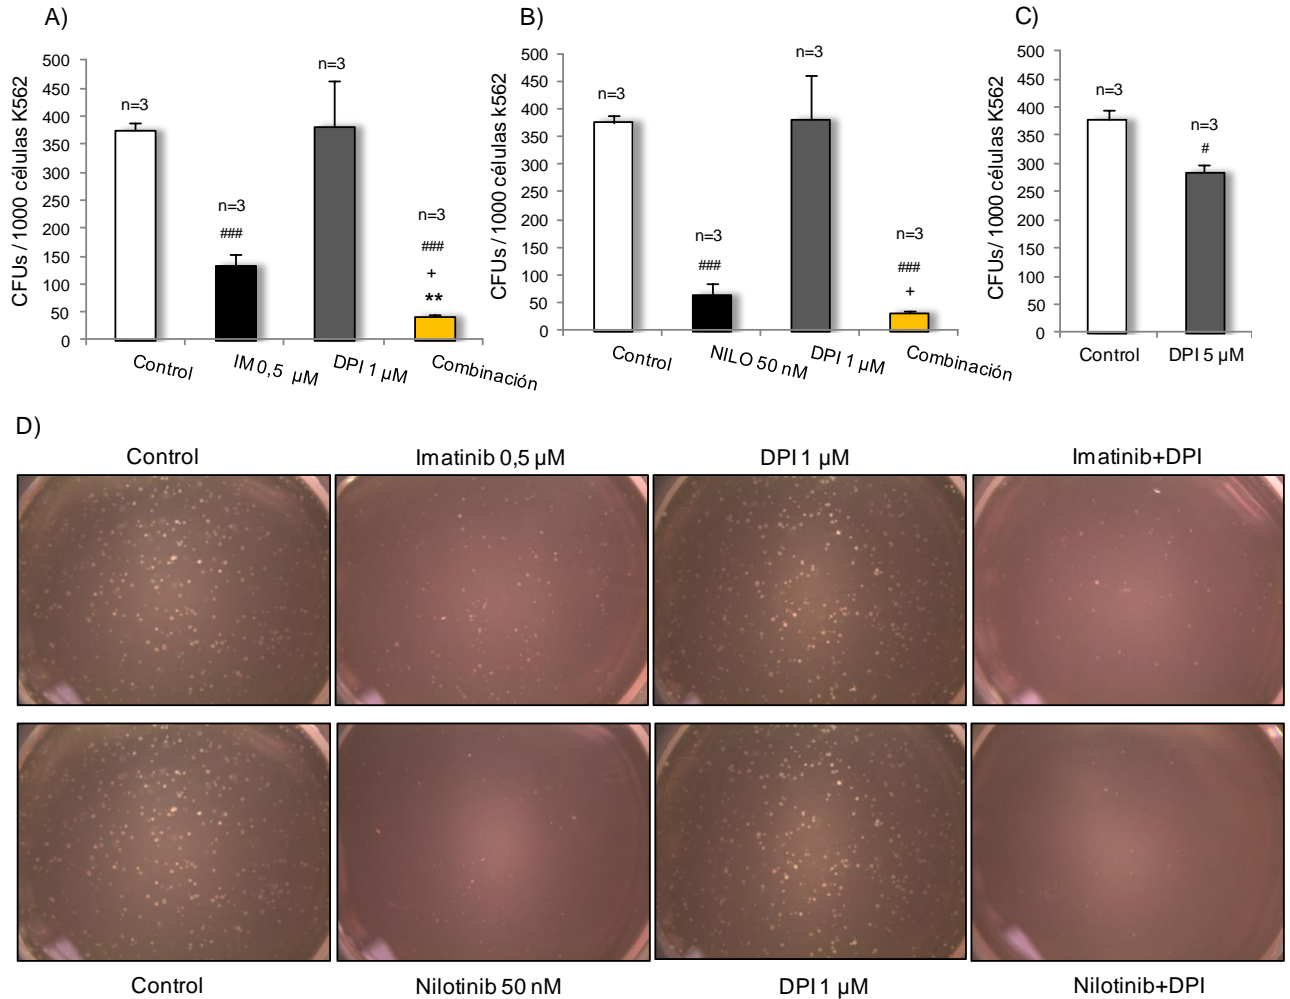 A)
CFUs / 1000 células K562
500
450
400
350
300
250
200
150
100
50
0
n=3
n=3
###
n=3
n=3
###
+
**
Control
IM 0,5 µM
DPI 1 µM
Combinación
B)
CFUs / 1000 células K562
500
450
400
350
300
250
200
150
100
50
0
n=3
n=3
###
n=3
n=3
###
+
Control
NILO 50 nM
DPI 1 µM
Combinación
C)
CFUs/ 1000 células K562
500
450
400
350
300
250
200
150
100
50
0
n=3
n=3
#
Control
DPI 5 µM
D)
Control
Imatinib 0,5 µM
DPI 1 µM
Imatinib+DPI
Control
Nilotinib 50 nM
DPI 1 µM
Nilotinib+DPI